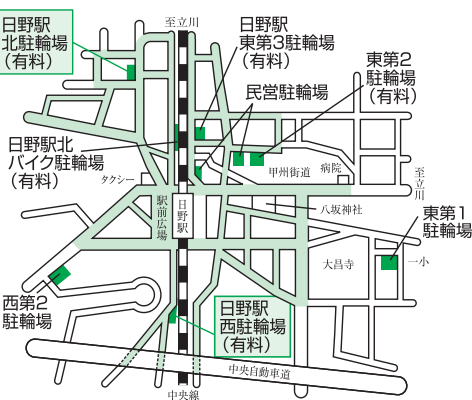 至立川
日野駅
北駐輪場
(有料)
日野駅
東第3駐輪場
(有料)
東第2
駐輪場
(有料)
民営駐輪場
日野駅北
バイク駐輪場
(有料)
タクシー
甲州街道
病院
至立川
駅前広場
日野駅
八坂神社
東第1
駐輪場
大昌寺
一小
西第2
駐輪場
日野駅
西駐輪場
(有料)
中央自動車道
中央線